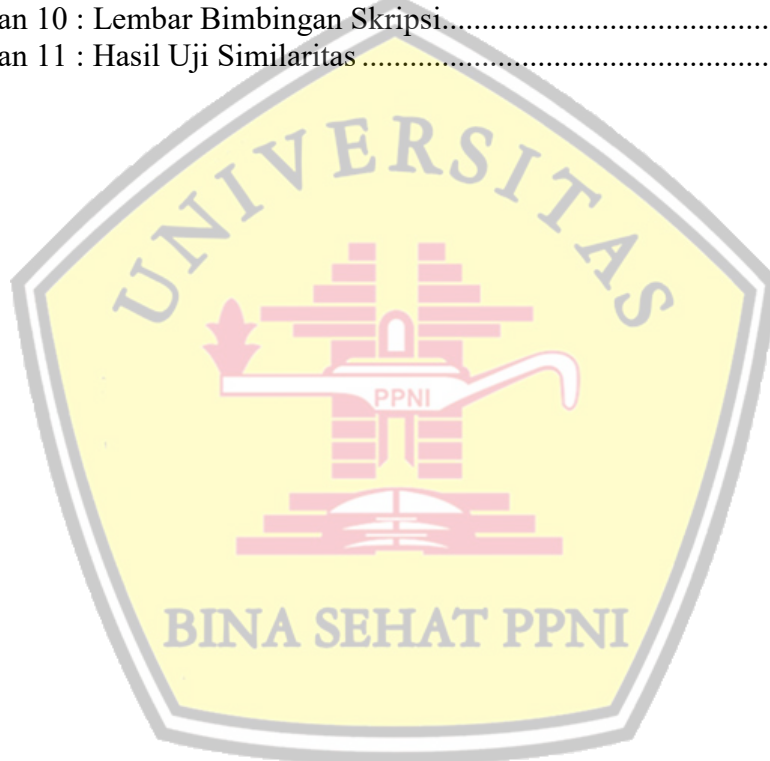 an 10 : Lembar Bimbingan Skripsi.......................................
an 11 : Hasil Uji Similaritas.................................................
UNIVERSITAS
PPNI
BINA SEHAT PPNI